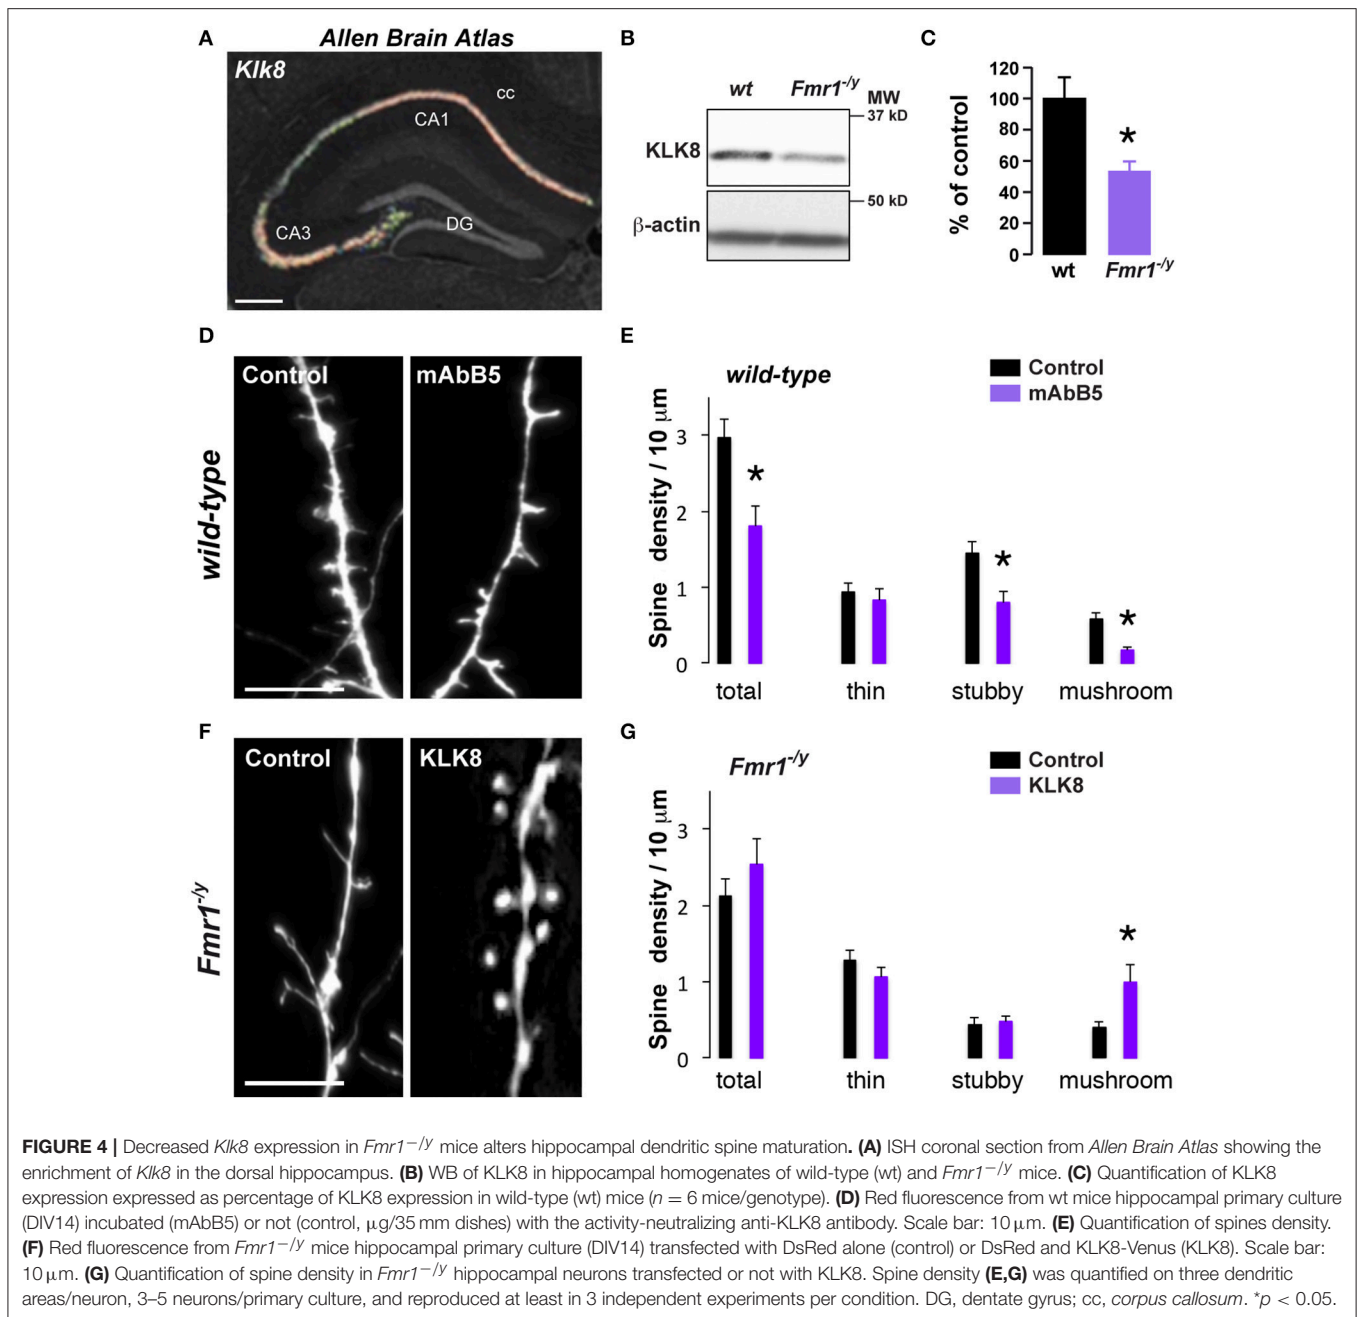 A
Allen Brain Atlas
Klk8
cc
CA1
CA3
DG
B
wt Fmr1-/y MW
37 kD
KLK8
50 kD
β-actin
C
% of control
120
100
80
60
40
20
0
wt Fmr1-/y
D
wild-type
Control
mAbB5
E
wild-type
Control
mAbB5
Spine density / 10 μm
3
2
1
0
total thin stubby mushroom
F
Fmr1-/y
Control
KLK8
G
Fmr1-/y
Control
KLK8
Spine density / 10 μm
3
2
1
0
total thin stubby mushroom
*
*
*
*
*
FIGURE 4 | Decreased Klk8 expression in Fmr1−/y mice alters hippocampal dendritic spine maturation. (A) ISH coronal section from Allen Brain Atlas showing the
enrichment of Klk8 in the dorsal hippocampus. (B) WB of KLK8 in hippocampal homogenates of wild-type (wt) and Fmr1−/y mice. (C) Quantification of KLK8
expression expressed as percentage of KLK8 expression in wild-type (wt) mice (n = 6 mice/genotype). (D) Red fluorescence from wt mice hippocampal primary culture
(DIV14) incubated (mAbB5) or not (control, μg/35 mm dishes) with the activity-neutralizing anti-KLK8 antibody. Scale bar: 10 μm. (E) Quantification of spines density.
(F) Red fluorescence from Fmr1−/y mice hippocampal primary culture (DIV14) transfected with DsRed alone (control) or DsRed and KLK8-Venus (KLK8). Scale bar:
10 μm. (G) Quantification of spine density in Fmr1−/y hippocampal neurons transfected or not with KLK8. Spine density (E,G) was quantified on three dendritic
areas/neuron, 3–5 neurons/primary culture, and reproduced at least in 3 independent experiments per condition. DG, dentate gyrus; cc, corpus callosum. *p < 0.05.